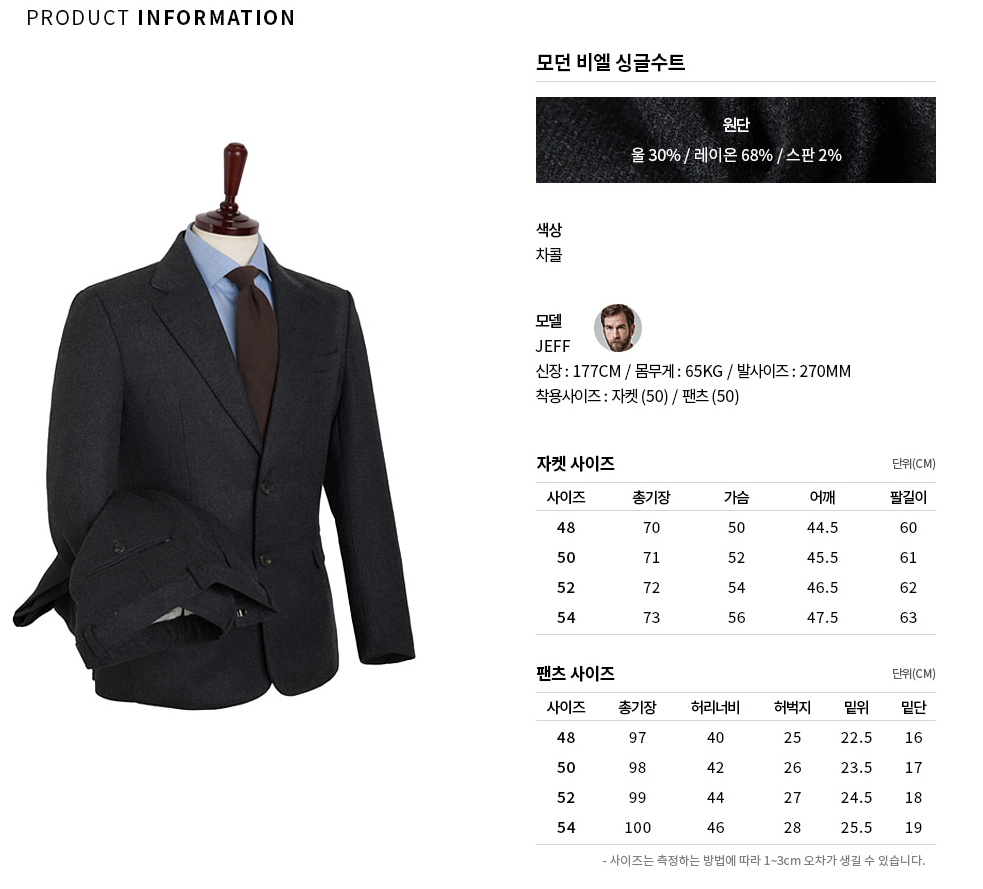 PRODUCT INFORMATION
모던 비엘 싱글수트
원단
울 30% / 레이온 68% / 스판 2%
색상
차콜
모델
JEFF
신장 : 177CM / 몸무게 : 65KG / 발사이즈 : 270MM
착용사이즈 : 자켓 (50) / 팬츠 (50)
자켓 사이즈 단위(CM)
사이즈 총기장 가슴 어깨 팔길이
48 70 50 44.5 60
50 71 52 45.5 61
52 72 54 46.5 62
54 73 56 47.5 63
팬츠 사이즈 단위(CM)
사이즈 총기장 허리너비 허벅지 밑위 밑단
48 97 40 25 22.5 16
50 98 42 26 23.5 17
52 99 44 27 24.5 18
54 100 46 28 25.5 19
- 사이즈는 측정하는 방법에 따라 1~3cm 오차가 생길 수 있습니다.